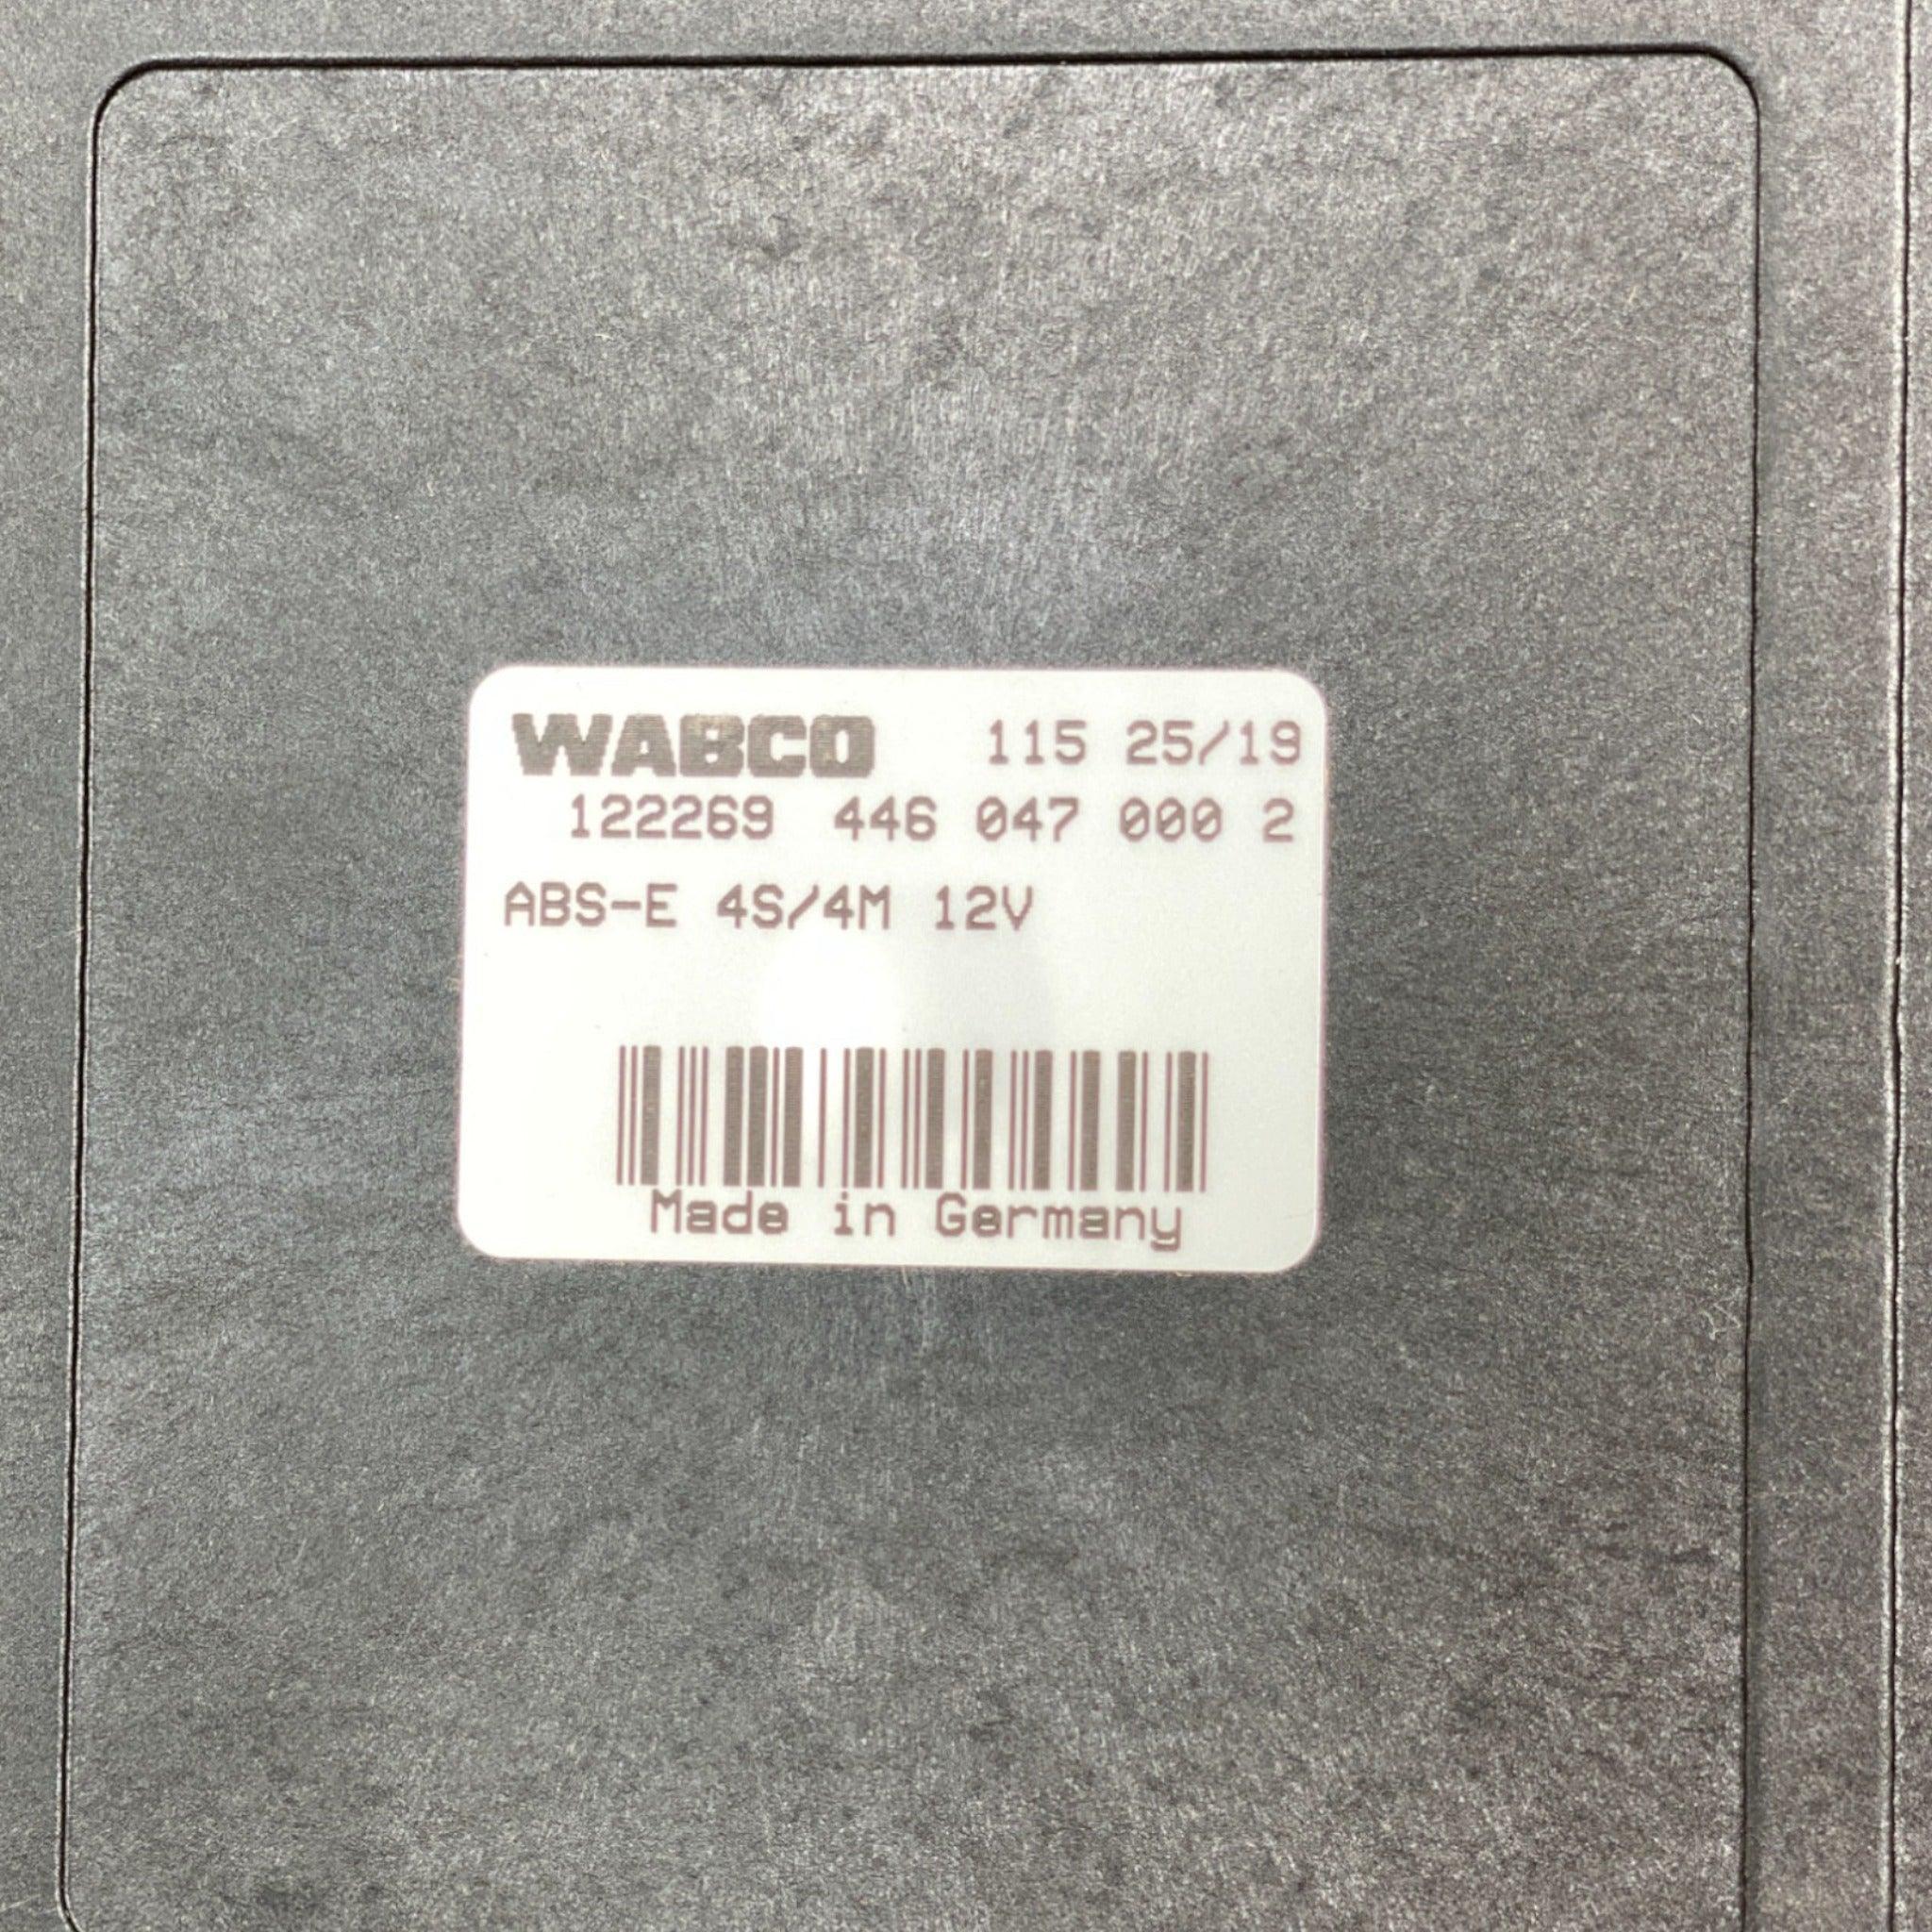 WABCO 115 25/19
122269 446 047 000 2
ABS-E 4S/4M 12V
Made in Germany